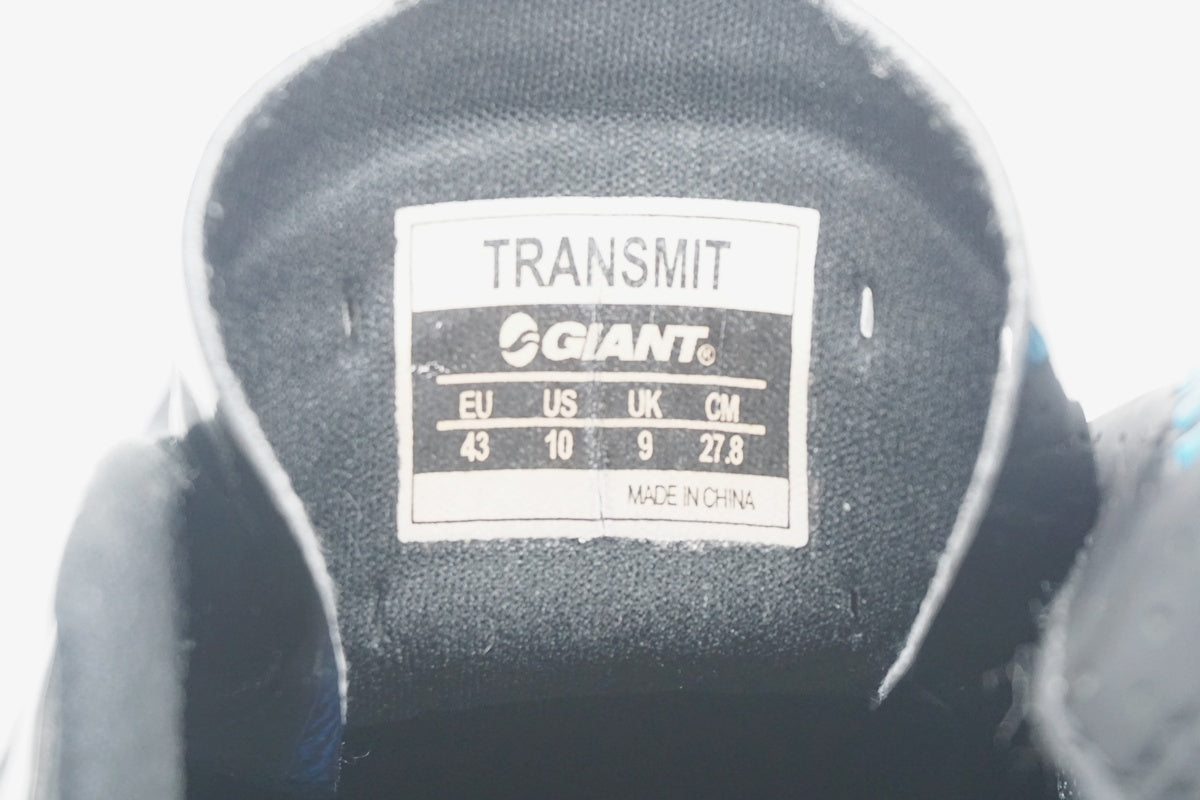 TRANSMIT
GIANT®
EU US UK CM
43 10 9 27.8
MADE IN CHINA